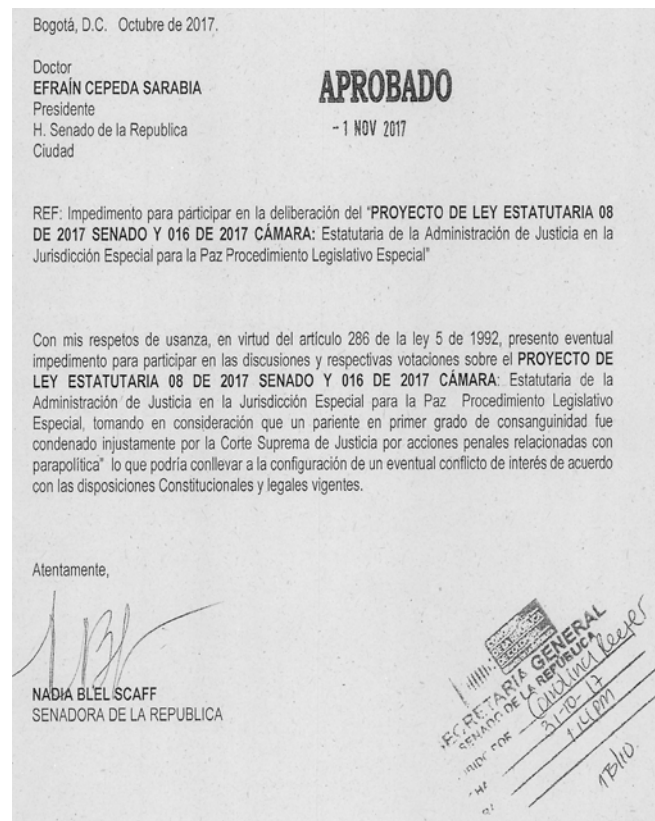 Bogotá, D.C. Octubre de 2017.
Doctor
EFRAÍN CEPEDA SARABIA
Presidente
H. Senado de la Republica
Ciudad
APROBADO
- 1 NOV 2017
REF: Impedimento para participar en la deliberación del "PROYECTO DE LEY ESTATUTARIA 08
DE 2017 SENADO Y 016 DE 2017 CÁMARA: Estatutaria de la Administración de Justicia en la
Jurisdicción Especial para la Paz Procedimiento Legislativo Especial"
Con mis respetos de usanza, en virtud del artículo 286 de la ley 5 de 1992, presento eventual
impedimento para participar en las discusiones y respectivas votaciones sobre el PROYECTO DE
LEY ESTATUTARIA 08 DE 2017 SENADO Y 016 DE 2017 CÁMARA: Estatutaria de la
Administración de Justicia en la Jurisdicción Especial para la Paz Procedimiento Legislativo
Especial, tomando en consideración que un pariente en primer grado de consanguinidad fue
condenado injustamente por la Corte Suprema de Justicia por acciones penales relacionadas con
parapolítica" lo que podría conllevar a la configuración de un eventual conflicto de interés de acuerdo
con las disposiciones Constitucionales y legales vigentes.
Atentamente,
NADIA BLEL SCAFF
SENADORA DE LA REPUBLICA
SECRETARIA GENERAL
SENADO DE LA REPÚBLICA
Carolina
31-10-17